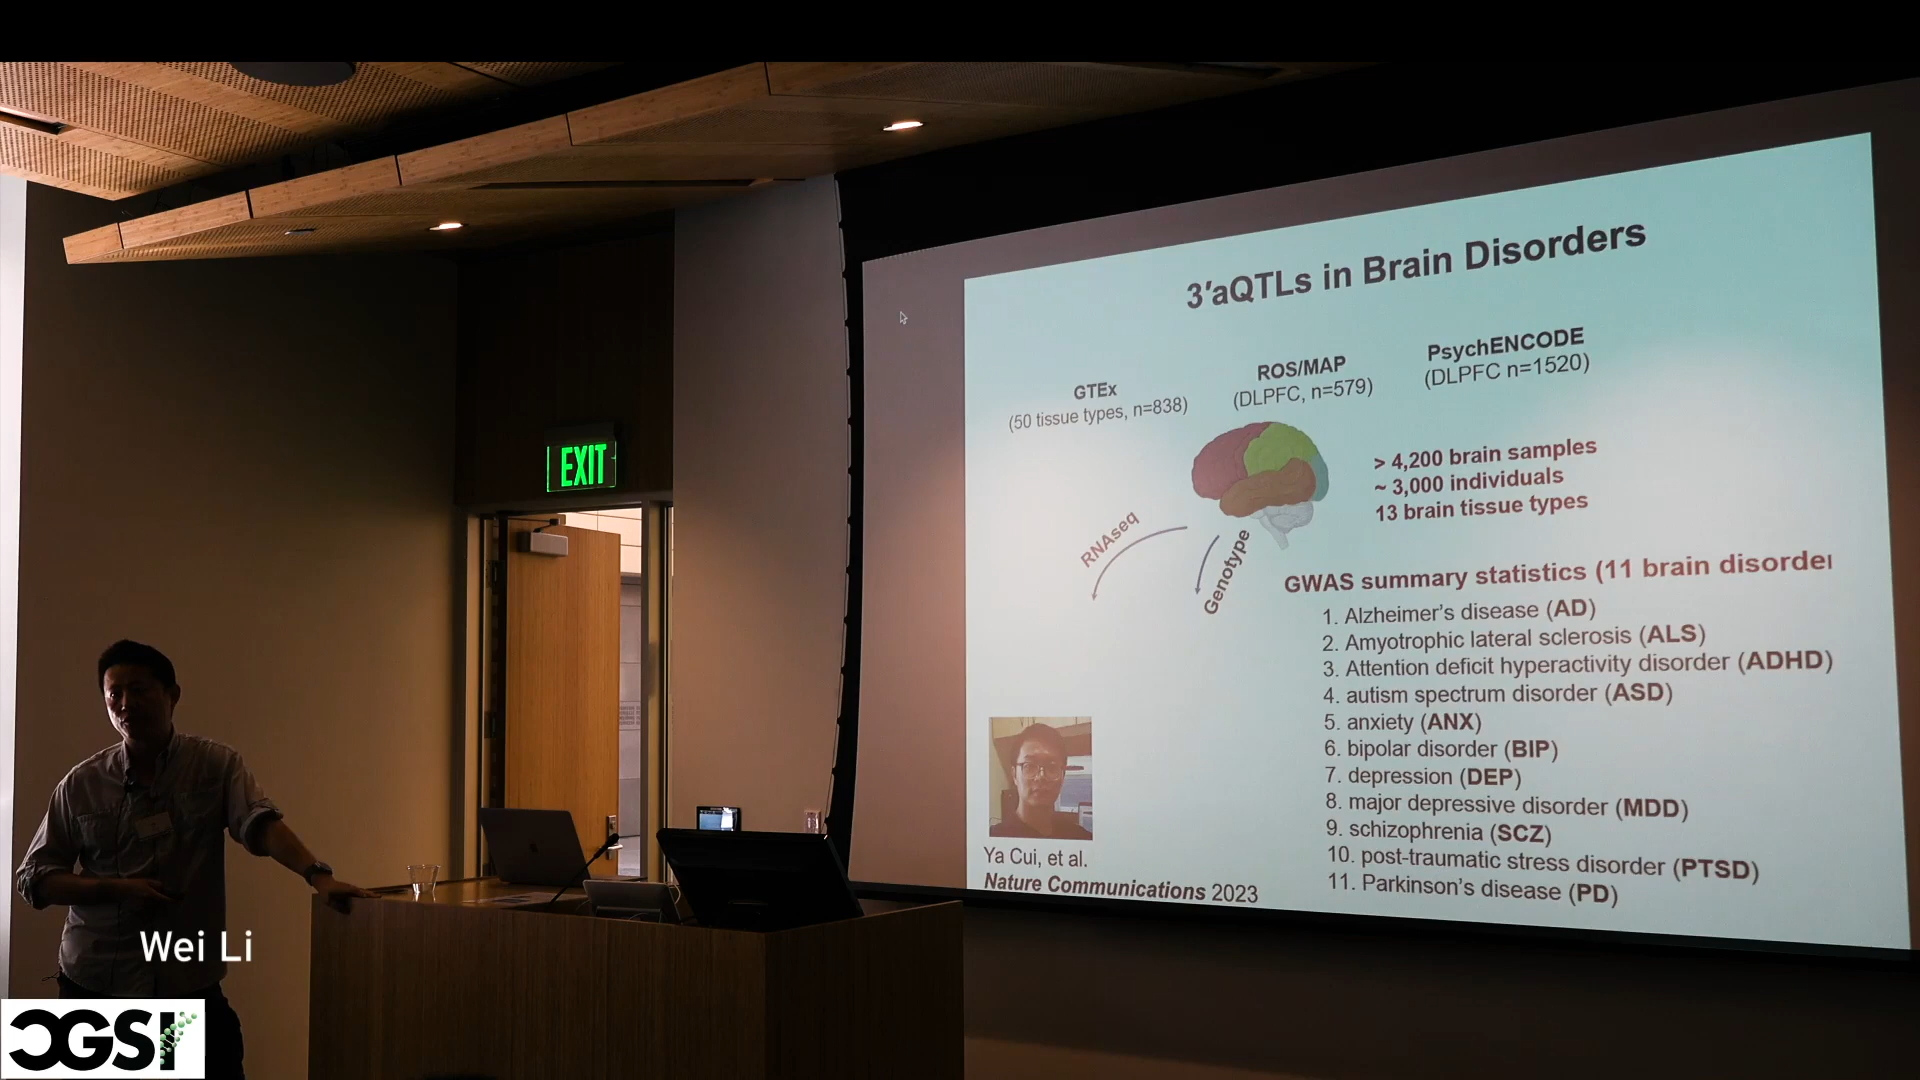 3′aQTLs in Brain Disorders
GTEx
(50 tissue types, n=838)
ROS/MAP
(DLPFC, n=579)
PsychENCODE
(DLPFC n=1520)
> 4,200 brain samples
~ 3,000 individuals
13 brain tissue types
RNAseq
Genotype
GWAS summary statistics (11 brain disorder
1. Alzheimer's disease (AD)
2. Amyotrophic lateral sclerosis (ALS)
3. Attention deficit hyperactivity disorder (ADHD)
4. autism spectrum disorder (ASD)
5. anxiety (ANX)
6. bipolar disorder (BIP)
7. depression (DEP)
8. major depressive disorder (MDD)
9. schizophrenia (SCZ)
10. post-traumatic stress disorder (PTSD)
11. Parkinson's disease (PD)
Ya Cui, et al.
Nature Communications 2023
EXIT
Wei Li
CGSI